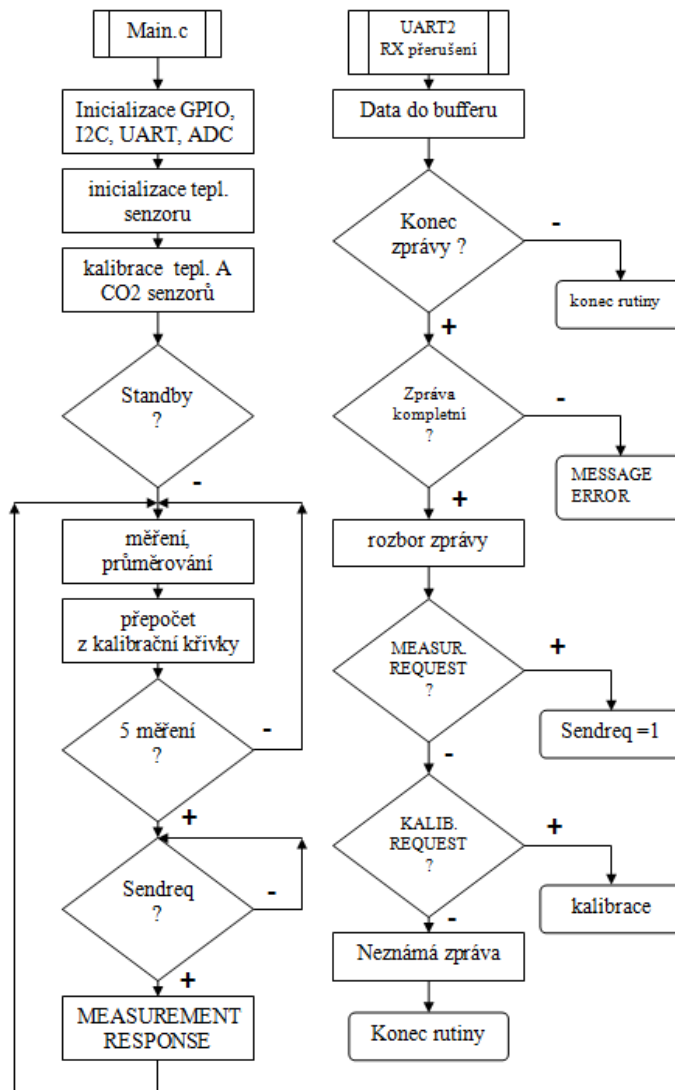 Main.c
Inicializace GPIO,
I2C, UART, ADC
inicializace tepl.
senzoru
kalibrace tepl. A
CO2 senzorů
Standby
?
-
měření,
průměrování
přepočet
z kalibrační křivky
5 měření
?
-
+
Sendreq
?
-
+
MEASUREMENT
RESPONSE
UART2
RX přerušení
Data do bufferu
Konec
zprávy ?
-
konec rutiny
+
Zpráva
kompletní
?
-
MESSAGE
ERROR
+
rozbor zprávy
MEASUR.
REQUEST
?
+
Sendreq =1
-
KALIB.
REQUEST
?
+
kalibrace
-
Neznámá zpráva
Konec rutiny